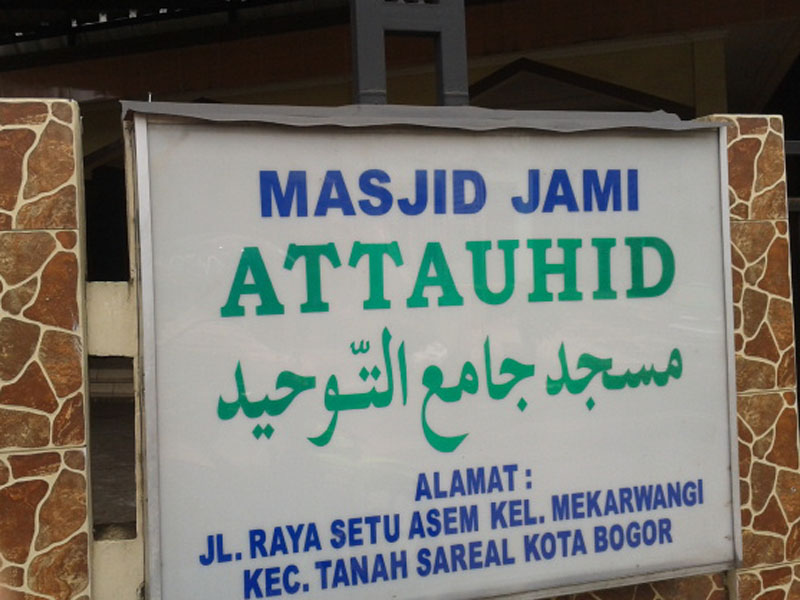 MASJID JAMI
ATTAUHID
مسجد جامع التّوحيد
ALAMAT :
JL. RAYA SETU ASEM KEL. MEKARWANGI
KEC. TANAH SAREAL KOTA BOGOR